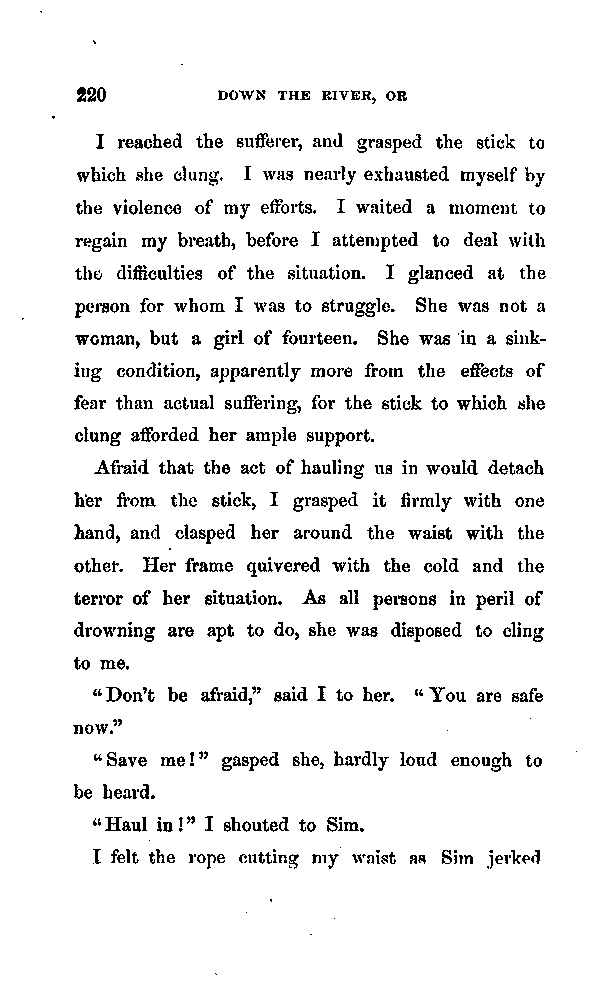 220 DOWN THE RIVER, OR
I reached the sufferer, and grasped the stick to
which she clung. I was nearly exhausted myself by
the violence of my efforts. I waited a moment to
regain my breath, before I attempted to deal with
the difficulties of the situation. I glanced at the
person for whom I was to struggle. She was not a
woman, but a girl of fourteen. She was in a sink-
ing condition, apparently more from the effects of
fear than actual suffering, for the stick to which she
clung afforded her ample support.
Afraid that the act of hauling us in would detach
her from the stick, I grasped it firmly with one
hand, and clasped her around the waist with the
other. Her frame quivered with the cold and the
terror of her situation. As all persons in peril of
drowning are apt to do, she was disposed to cling
to me.
“Don't be afraid,” said I to her. “You are safe
now.”
“Save me!” gasped she, hardly loud enough to
be heard.
“Haul in!” I shouted to Sim.
I felt the rope cutting my waist as Sim jerked